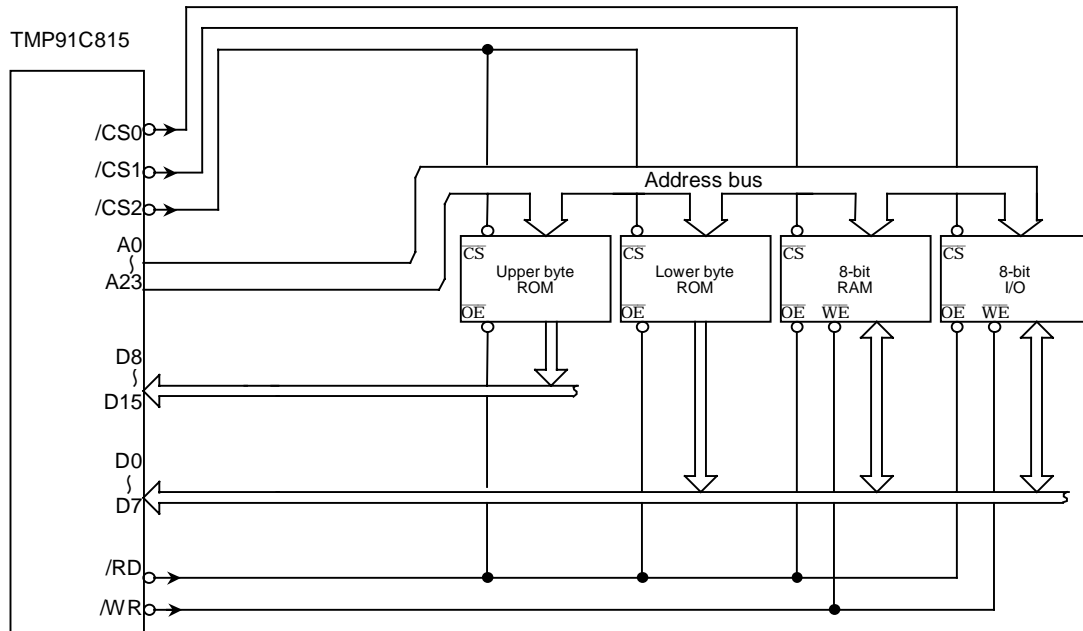 TMP91C815
/CS0
/CS1
/CS2
A0
~
A23
D8
~
D15
D0
~
D7
/RD
/WR
Address bus
CS
Upper byte
ROM
OE
CS
Lower byte
ROM
OE
CS
8-bit
RAM
OE WE
CS
8-bit
I/O
OE WE